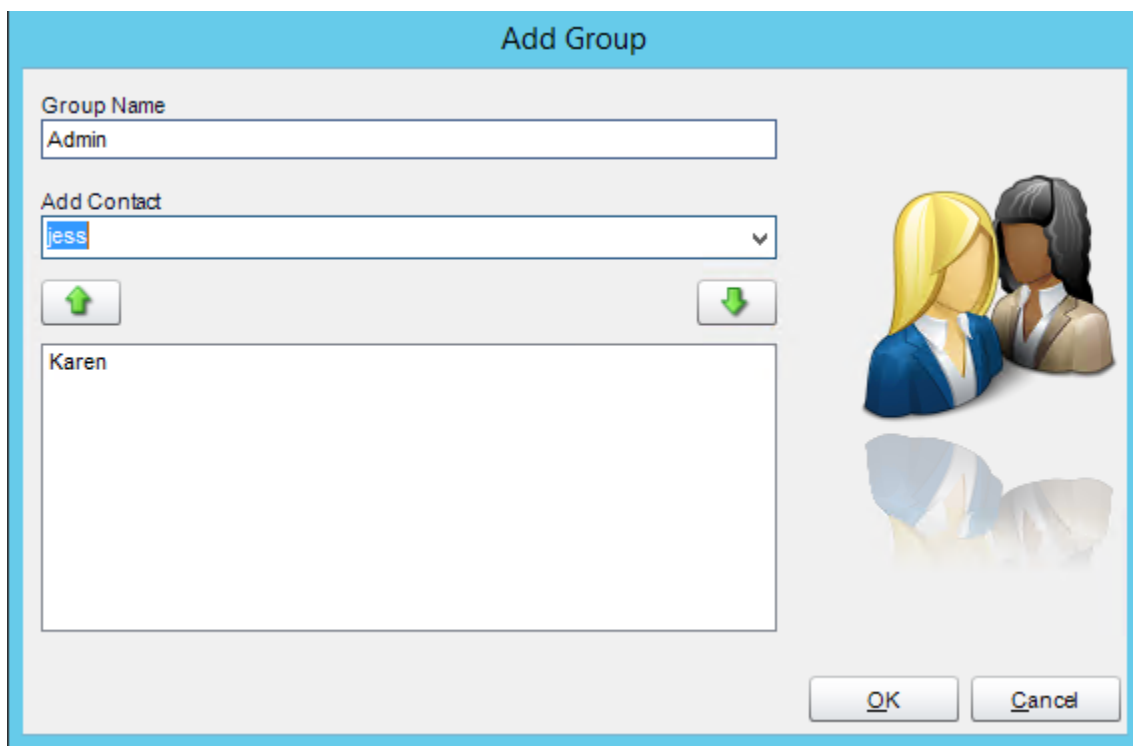 Add Group
Group Name
Admin
Add Contact
jess
Karen
OK
Cancel